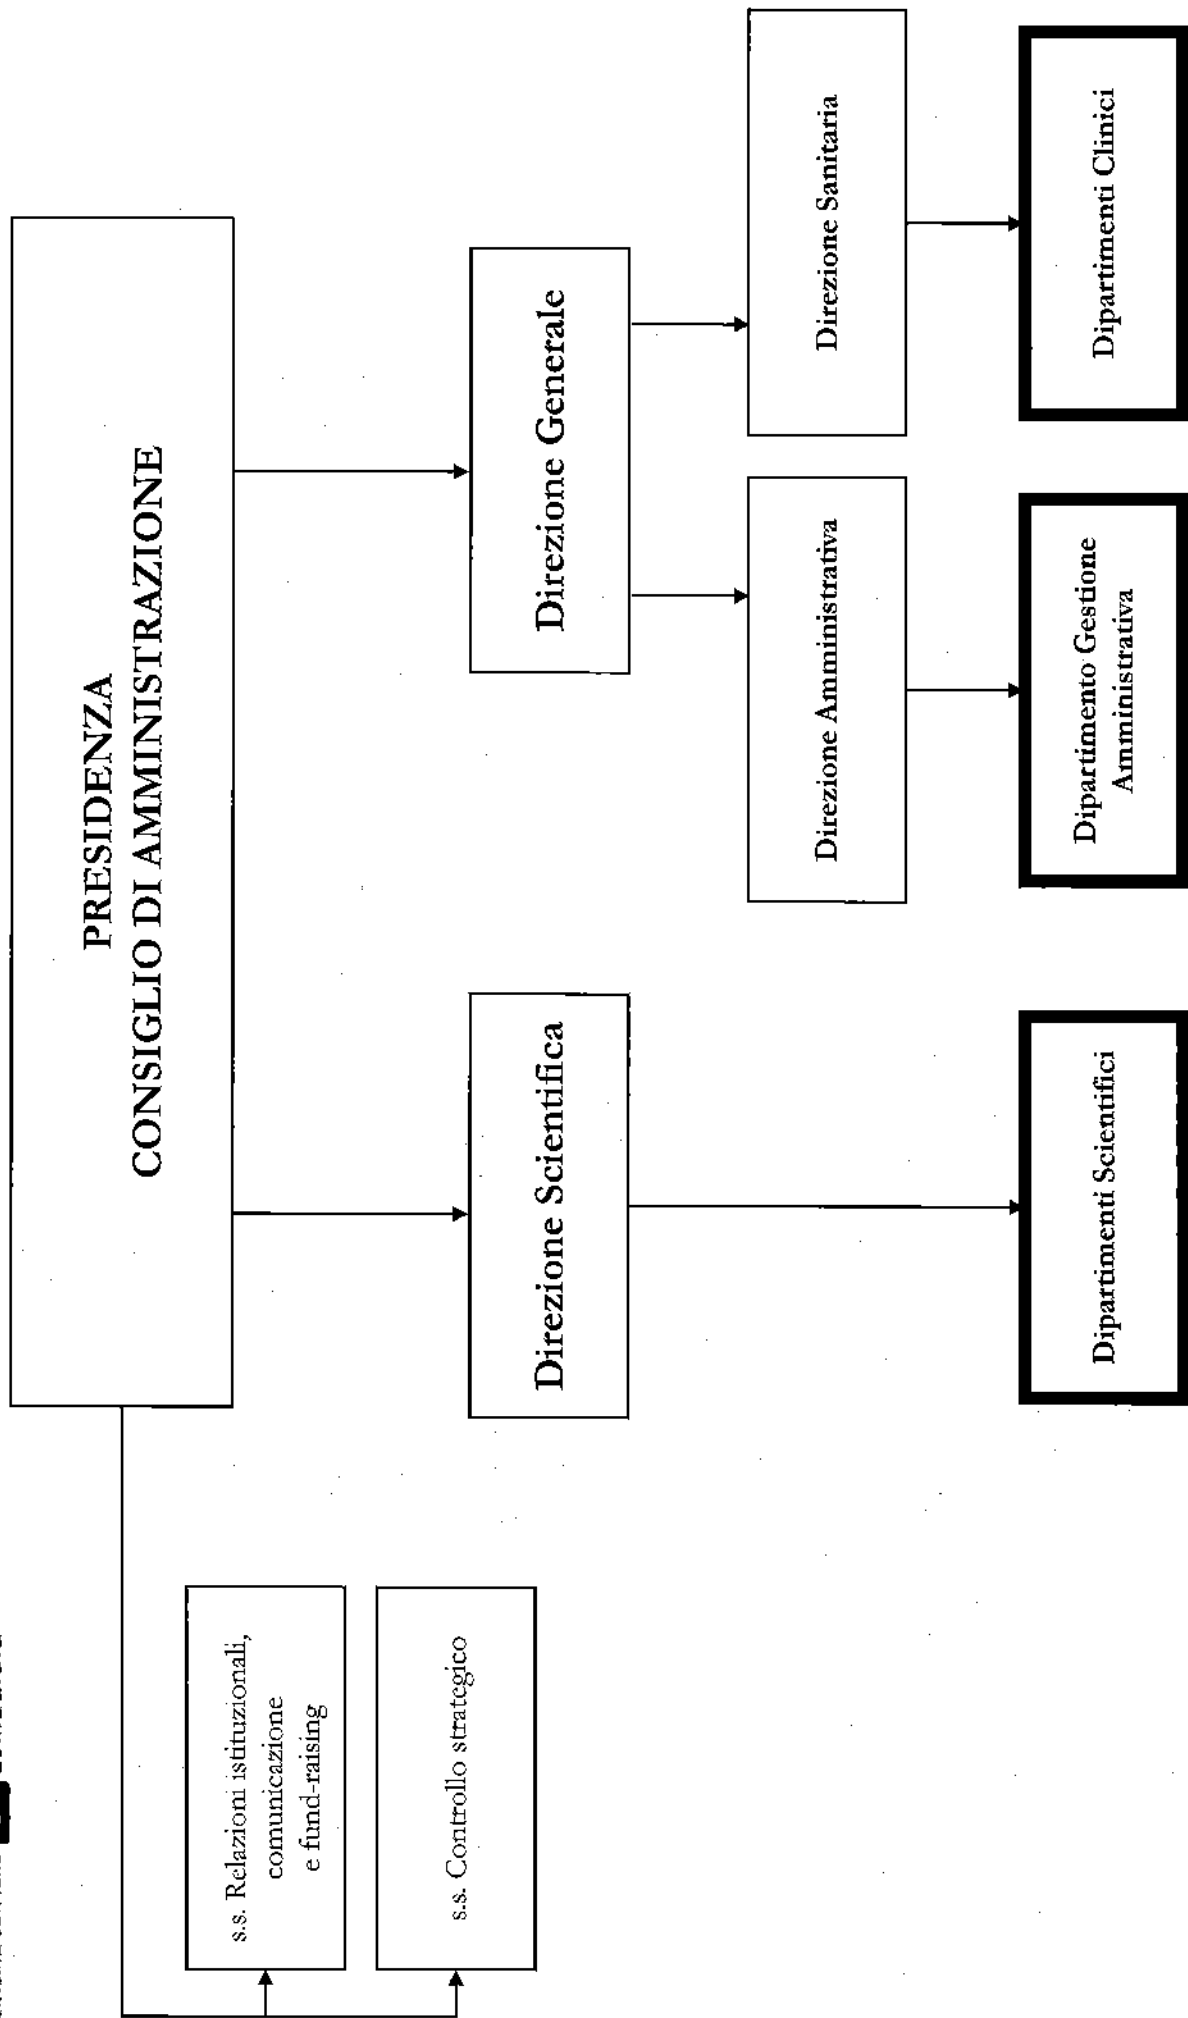 PRESIDENZA
CONSIGLIO DI AMMINISTRAZIONE
s.s. Relazioni istituzionali,
comunicazione
e fund-raising
s.s. Controllo strategico
Direzione Scientifica
Direzione Generale
Direzione Amministrativa
Direzione Sanitaria
Dipartimenti Scientifici
Dipartimento Gestione
Amministrativa
Dipartimenti Clinici